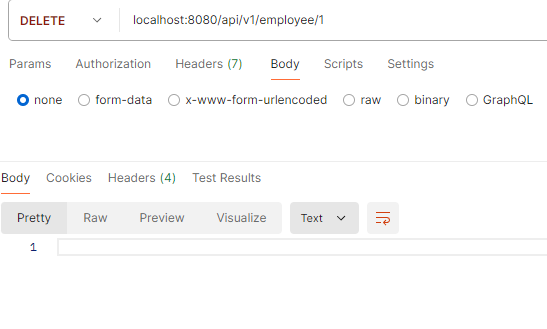 DELETE localhost:8080/api/v1/employee/1
Params Authorization Headers (7) Body Scripts Settings
none form-data x-www-form-urlencoded raw binary GraphQL
Body Cookies Headers (4) Test Results
Pretty Raw Preview Visualize Text
1